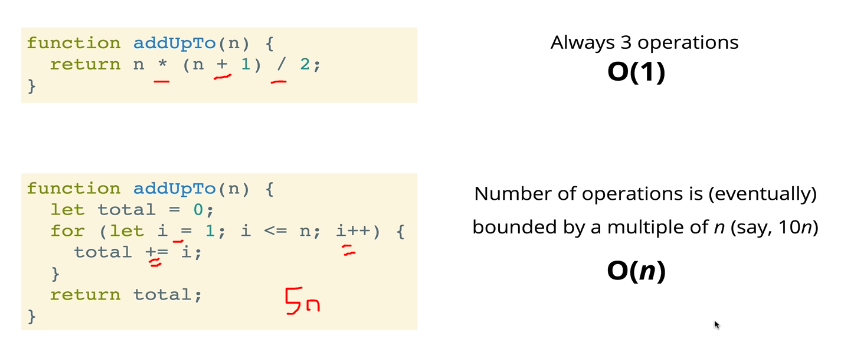 function addUpTo(n) {
  return n * (n + 1) / 2;
}
Always 3 operations
O(1)
function addUpTo(n) {
  let total = 0;
  for (let i = 1; i <= n; i++) {
    total += i;
  }
  return total;
}
5n
Number of operations is (eventually)
bounded by a multiple of n (say, 10n)
O(n)